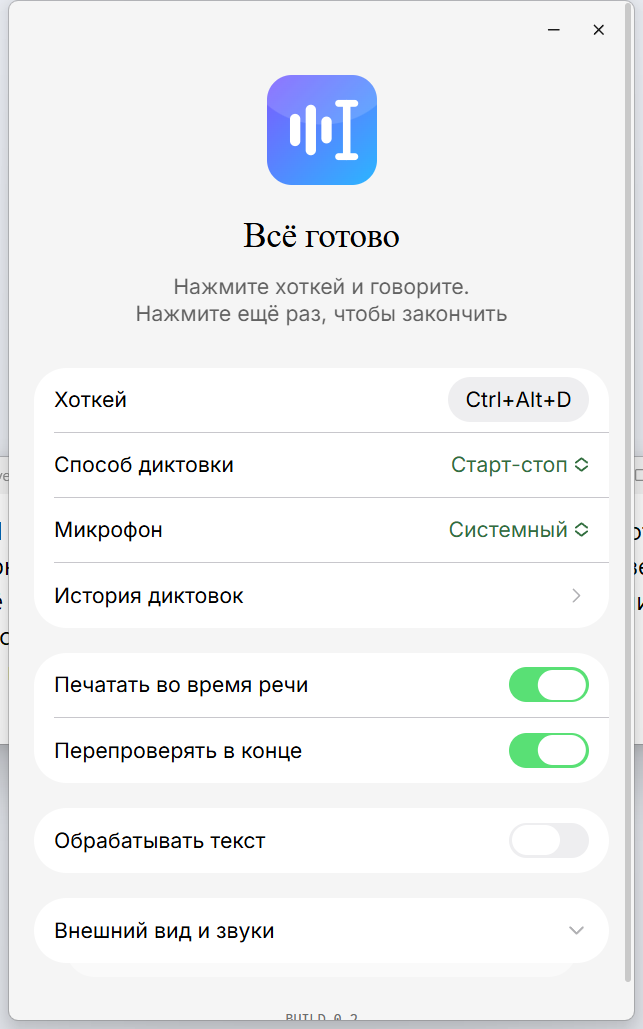 Всё готово
Нажмите хоткей и говорите.
Нажмите ещё раз, чтобы закончить
Хоткей
Ctrl+Alt+D
Способ диктовки
Старт-стоп
Микрофон
Системный
История диктовок
Печатать во время речи
Перепроверять в конце
Обрабатывать текст
Внешний вид и звуки
BUILD 0.2